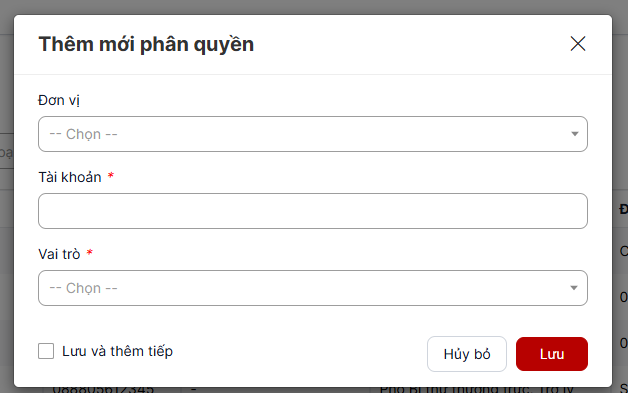 Thêm mới phân quyền
Đơn vị
-- Chọn --
Tài khoản *
Vai trò *
-- Chọn --
Lưu và thêm tiếp
Hủy bỏ
Lưu
088805612345 -